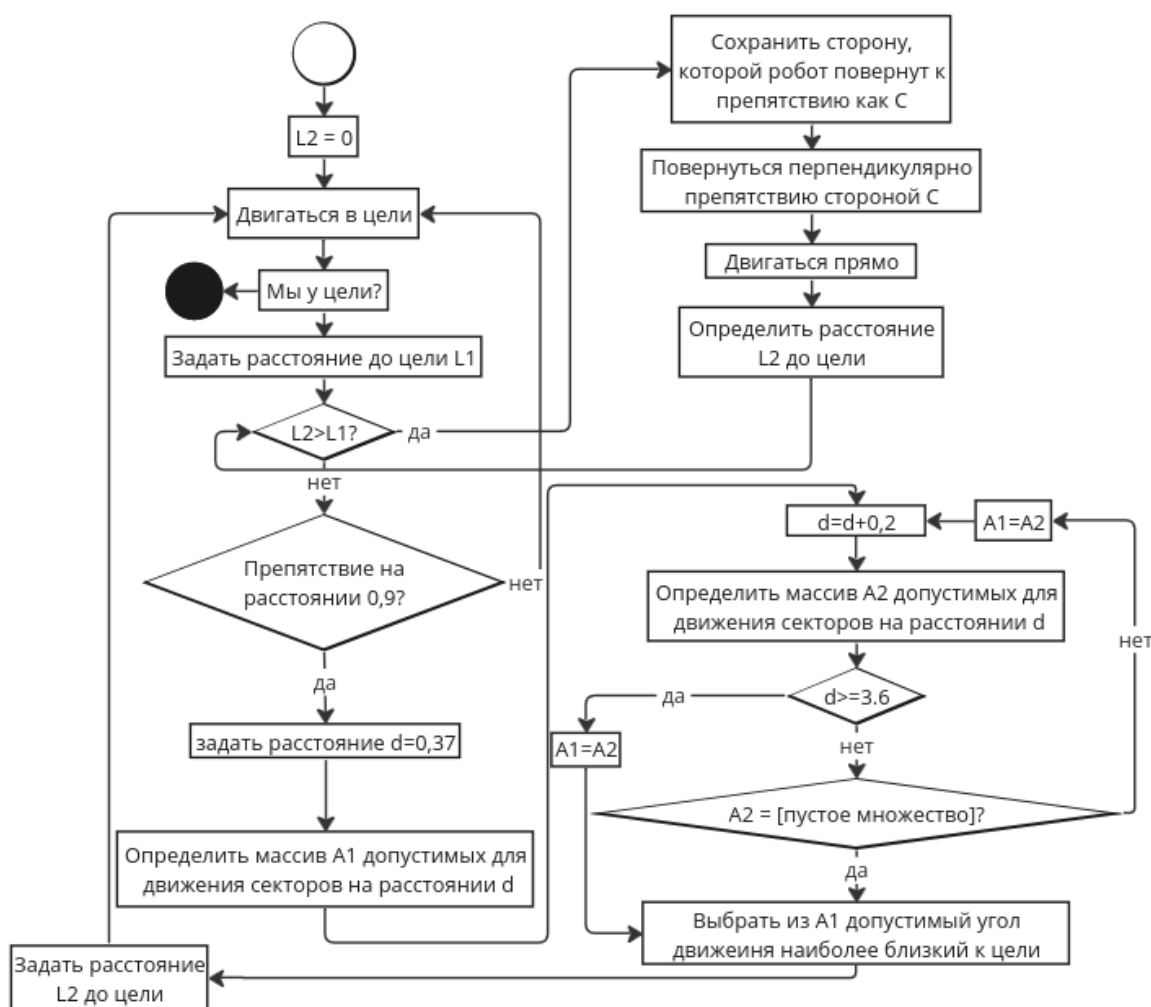 L2 = 0
Двигаться в цели
Мы у цели?
Задать расстояние до цели L1
L2>L1?
да
нет
Препятствие на
расстоянии 0,9?
нет
да
задать расстояние d=0,37
Определить массив А1 допустимых для
движения секторов на расстоянии d
Задать расстояние
L2 до цели
Сохранить сторону,
которой робот повернут к
препятствию как С
Повернуться перпендикулярно
препятствию стороной С
Двигаться прямо
Определить расстояние
L2 до цели
d=d+0,2
A1=A2
Определить массив А2 допустимых для
движения секторов на расстоянии d
d>=3.6
да
A1=A2
нет
A2 = [пустое множество]?
нет
да
Выбрать из А1 допустимый угол
движеиня наиболее близкий к цели